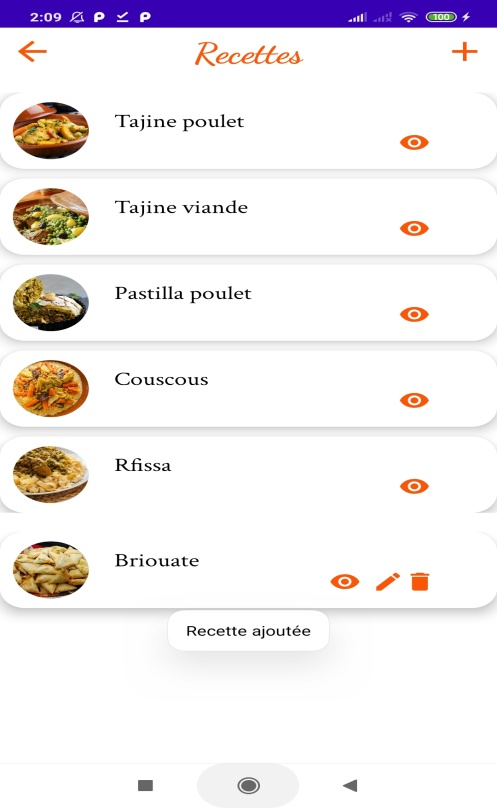 2:09
100
Recettes
Tajine poulet
Tajine viande
Pastilla poulet
Couscous
Rfissa
Briouate
Recette ajoutée